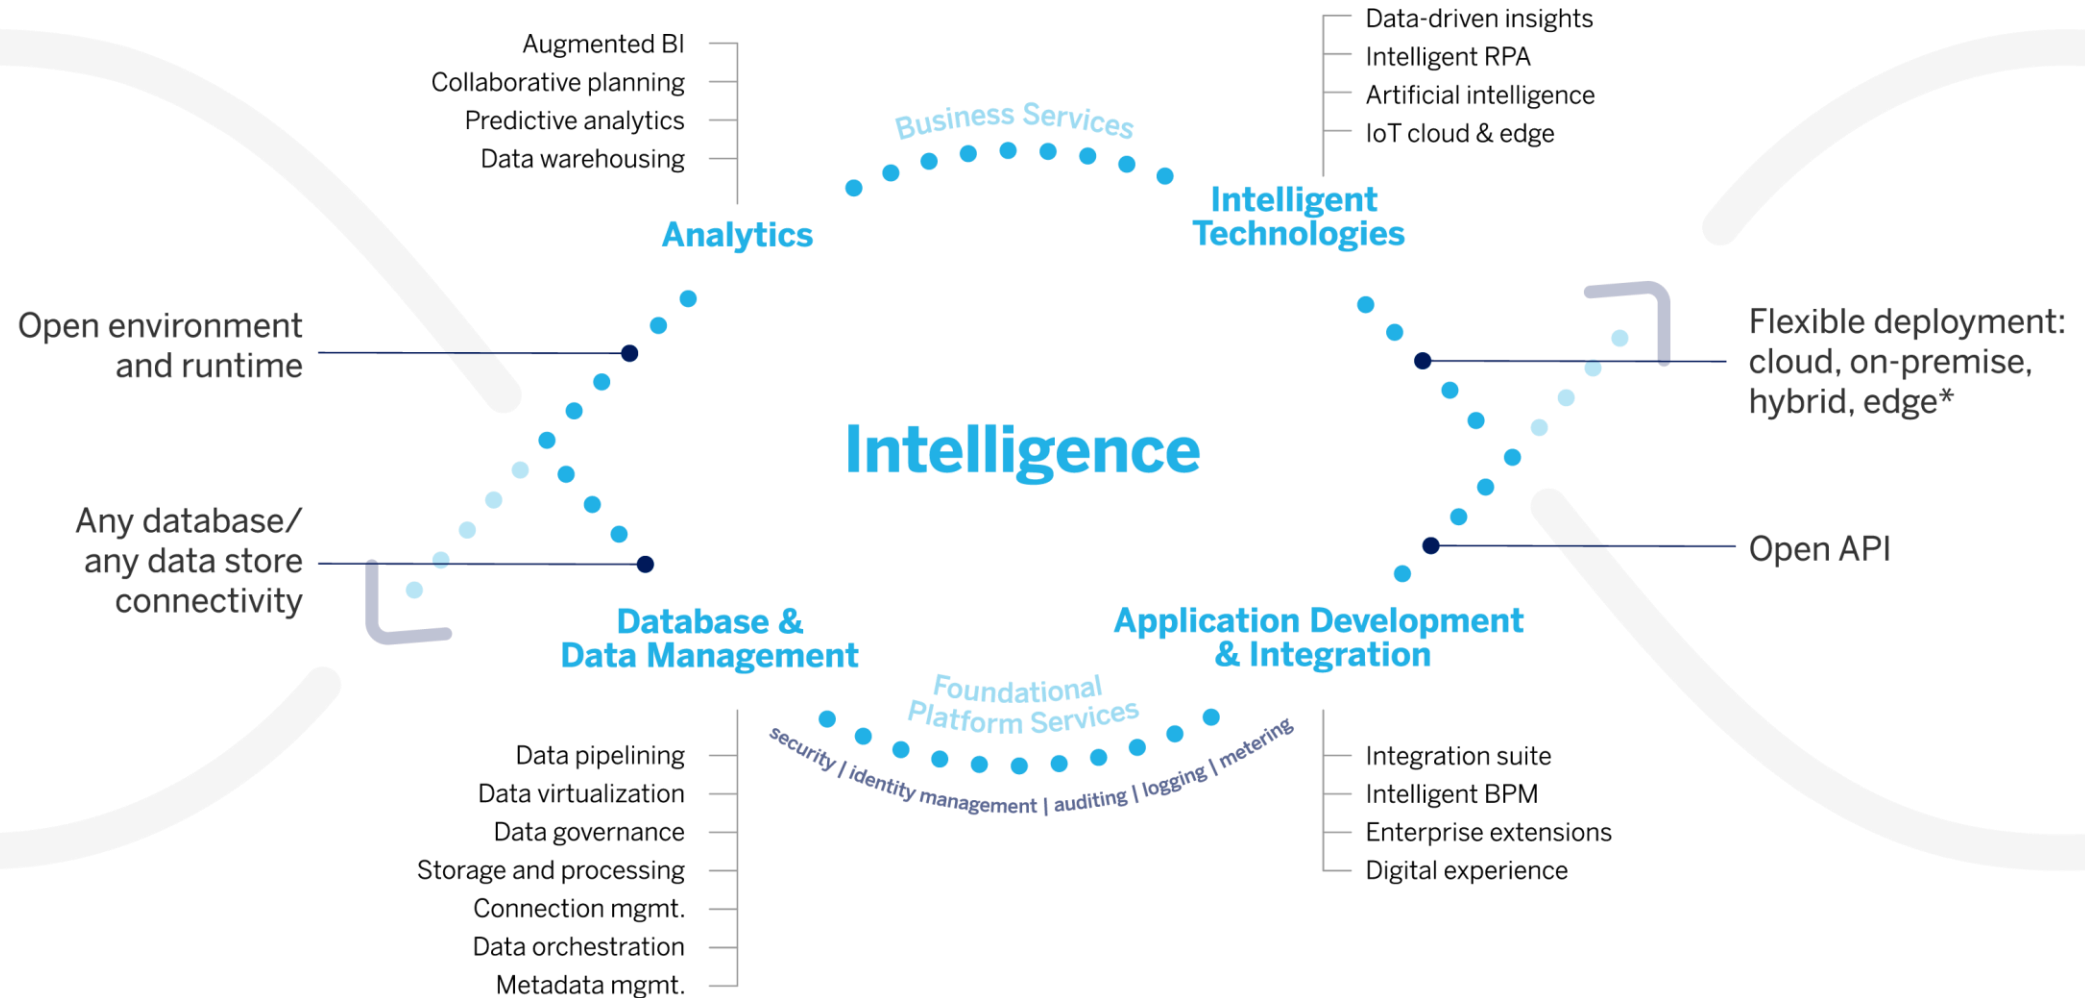 Augmented BI
Collaborative planning
Predictive analytics
Data warehousing
Analytics
Business Services
Data-driven insights
Intelligent RPA
Artificial intelligence
IoT cloud & edge
Intelligent
Technologies
Open environment
and runtime
Any database/
any data store
connectivity
Intelligence
Flexible deployment:
cloud, on-premise,
hybrid, edge*
Open API
Database &
Data Management
Data pipelining
Data virtualization
Data governance
Storage and processing
Connection mgmt.
Data orchestration
Metadata mgmt.
Foundational
Platform Services
security | identity management | auditing | logging | metering
Application Development
& Integration
Integration suite
Intelligent BPM
Enterprise extensions
Digital experience